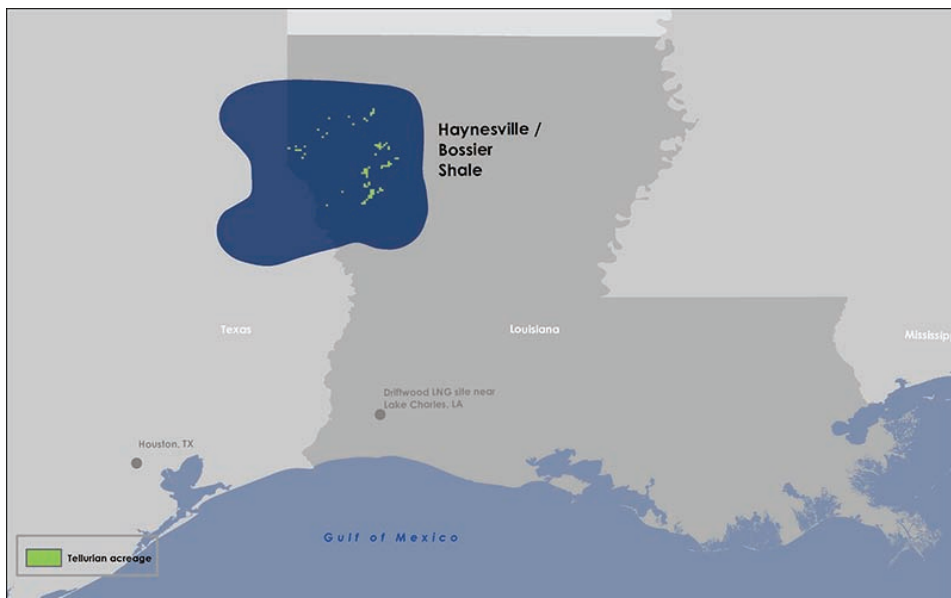 Haynesville /
Bossier
Shale
Texas
Louisiana
Mississip
Driftwood LNG site near
Lake Charles, LA
Houston, TX
Gulf of Mexico
Tellurian acreage